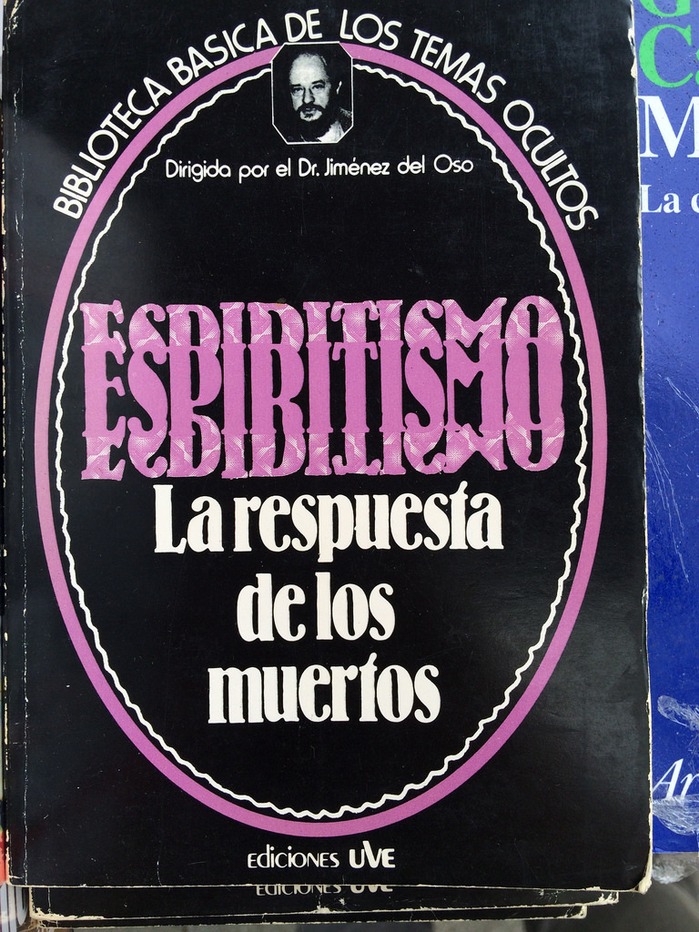 BIBLIOTECA BASICA DE LOS TEMAS OCULTOS
Dirigida por el Dr. Jiménez del Oso
ESPIRITISMO
La respuesta
de los
muertos
ediciones UVE
ediciones UVE
La